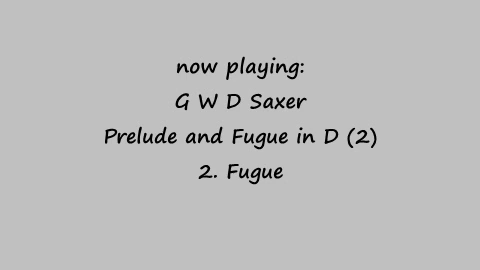 now playing:
G W D Saxer
Prelude and Fugue in D (2)
2. Fugue